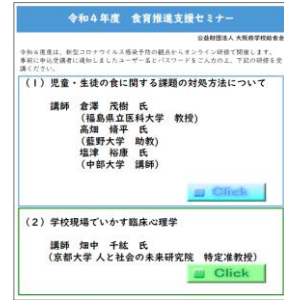 令和４年度　食育推進支援セミナー
公益財団法人 大阪府学校給食会
令和４年度は、新型コロナウイルス感染予防の観点からオンライン研修で開催します。
事前に申込受講者に通知しましたユーザー名とパスワードをご入力の上、下記の研修を受
講ください。
(１) 児童・生徒の食に関する課題の対処方法について
講師　倉澤　茂樹　氏
(福島県立医科大学　教授)
高畑　脩平　氏
(藍野大学　助教)
塩津　裕康　氏
(中部大学　講師)
Click
(２) 学校現場でいかす臨床心理学
講師　畑中　千紘　氏
(京都大学 人と社会の未来研究院　特定准教授)
Click